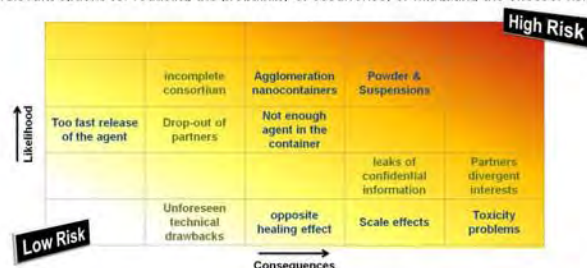 High Risk
incomplete
consortium
Agglomeration
nanocontainers
Powder &
Suspensions
Too fast release
of the agent
Drop-out of
partners
Not enough
agent in the
container
leaks of
confidential
information
Partners
divergent
interests
Unforeseen
technical
drawbacks
opposite
healing effect
Scale effects
Toxicity
problems
Likelihood
Low Risk
Consequences